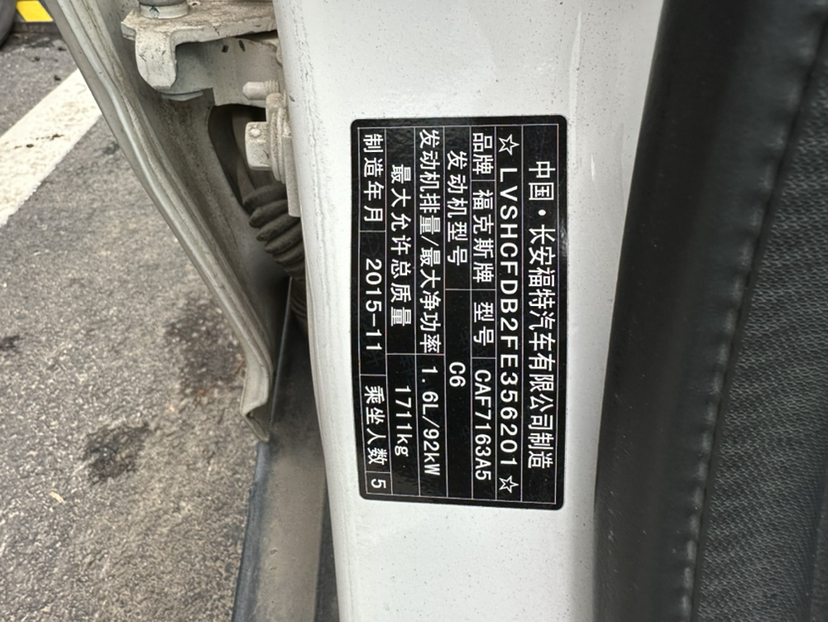 中国·长安福特汽车有限公司制造
☆LVSHCFDB2FE356201☆
品牌 福克斯牌 型号 CAF7163A5
发动机型号 C6
发动机排量/最大净功率 1.6L/92kW
最大允许总质量 1711kg
制造年月 2015-11 乘坐人数 5